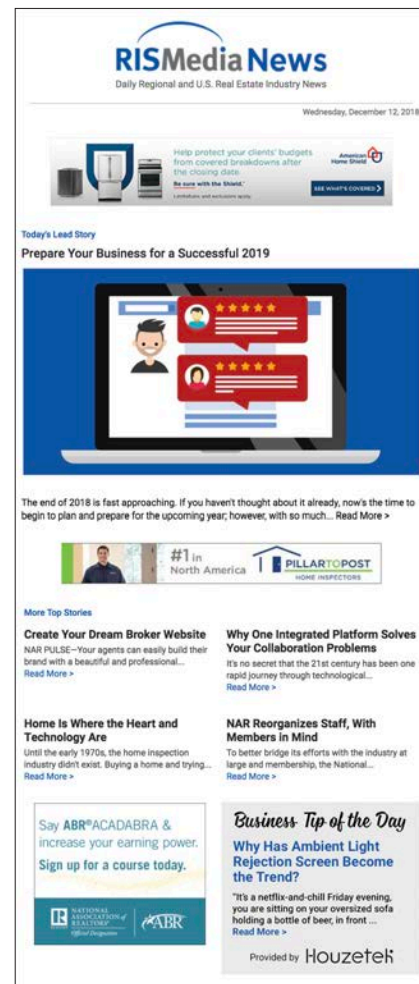 RISMedia News
Daily Regional and U.S. Real Estate Industry News
Wednesday, December 12, 2018
Help protect your clients' budgets
from covered breakdowns after
the closing date.
Be sure with the Shield.®
Limitations and exclusions apply.
American
Home Shield
SEE WHAT'S COVERED
Today's Lead Story
Prepare Your Business for a Successful 2019
The end of 2018 is fast approaching. If you haven't thought about it already, now's the time to
begin to plan and prepare for the upcoming year; however, with so much... Read More >
#1 in
North America
PILLARTOPOST
HOME INSPECTORS
More Top Stories
Create Your Dream Broker Website
NAR PULSE—Your agents can easily build their
brand with a beautiful and professional...
Read More >
Why One Integrated Platform Solves
Your Collaboration Problems
It's no secret that the 21st century has been one
rapid journey through technological...
Read More >
Home Is Where the Heart and
Technology Are
Until the early 1970s, the home inspection
industry didn't exist. Buying a home and trying...
Read More >
NAR Reorganizes Staff, With
Members in Mind
To better bridge its efforts with the industry at
large and membership, the National...
Read More >
Say ABR®ACADABRA &
increase your earning power.
Sign up for a course today.
R
REALTOR®
NATIONAL
ASSOCIATION of
REALTORS®
Official Designation
ABR
Business Tip of the Day
Why Has Ambient Light
Rejection Screen Become
the Trend?
"It's a netflix-and-chill Friday evening,
you are sitting on your oversized sofa
holding a bottle of beer, in front ...
Read More >
Provided by Houzetek